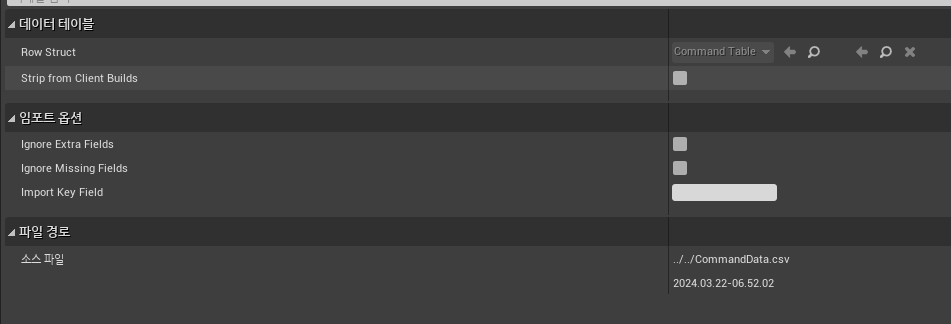 데이터 테이블
Row Struct
Command Table
Strip from Client Builds
임포트 옵션
Ignore Extra Fields
Ignore Missing Fields
Import Key Field
파일 경로
소스 파일
../../CommandData.csv
2024.03.22-06.52.02